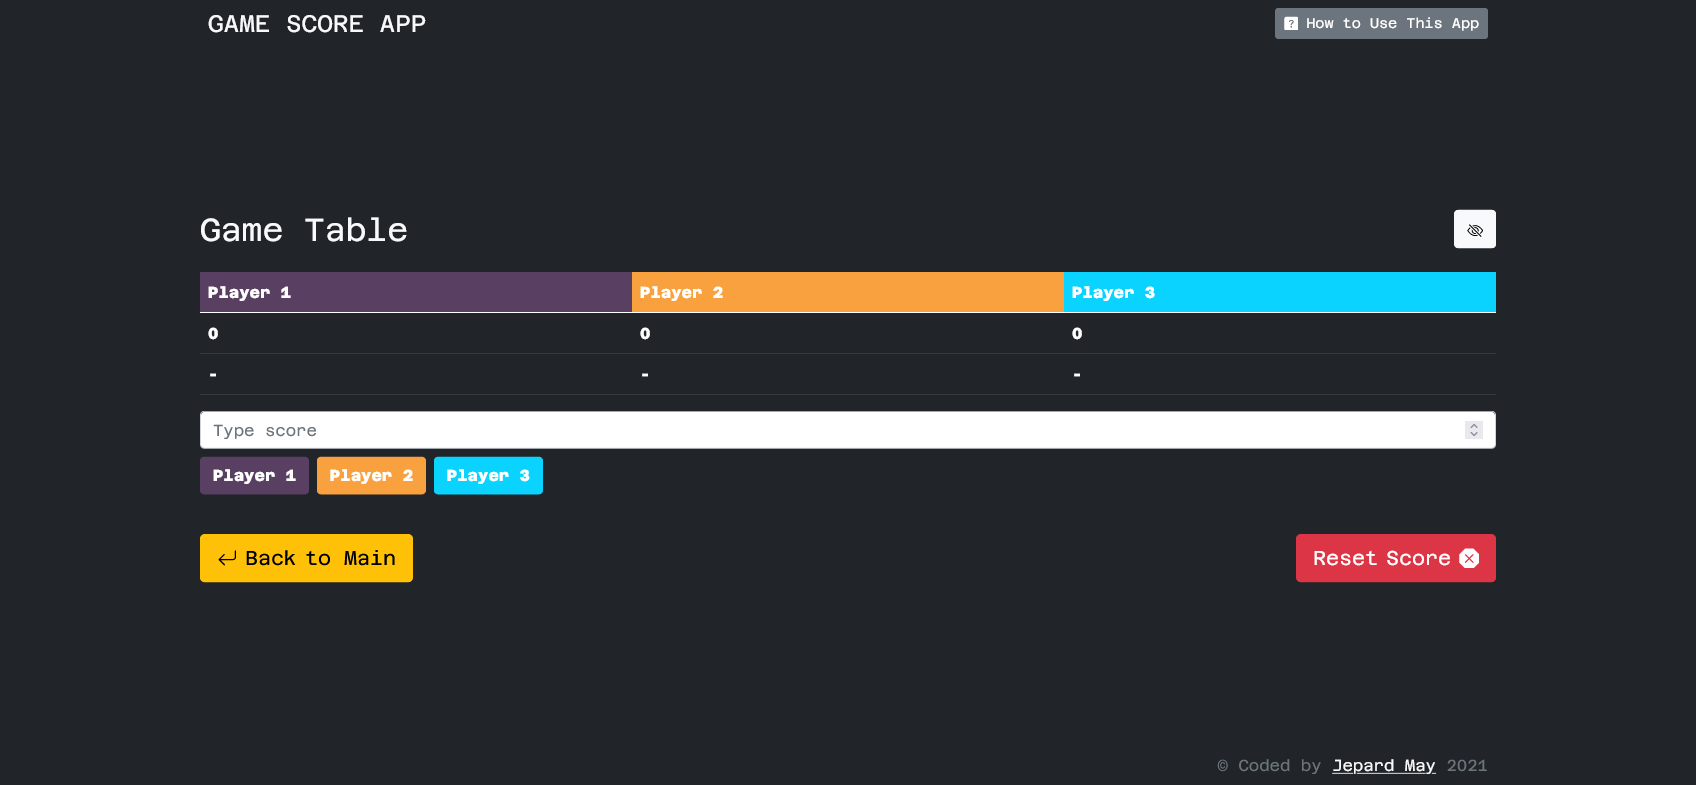 GAME SCORE APP
How to Use This App
Game Table
Player 1 Player 2 Player 3
0 0 0
- - -
Type score
Player 1 Player 2 Player 3
Back to Main
Reset Score
© Coded by Jepard May 2021